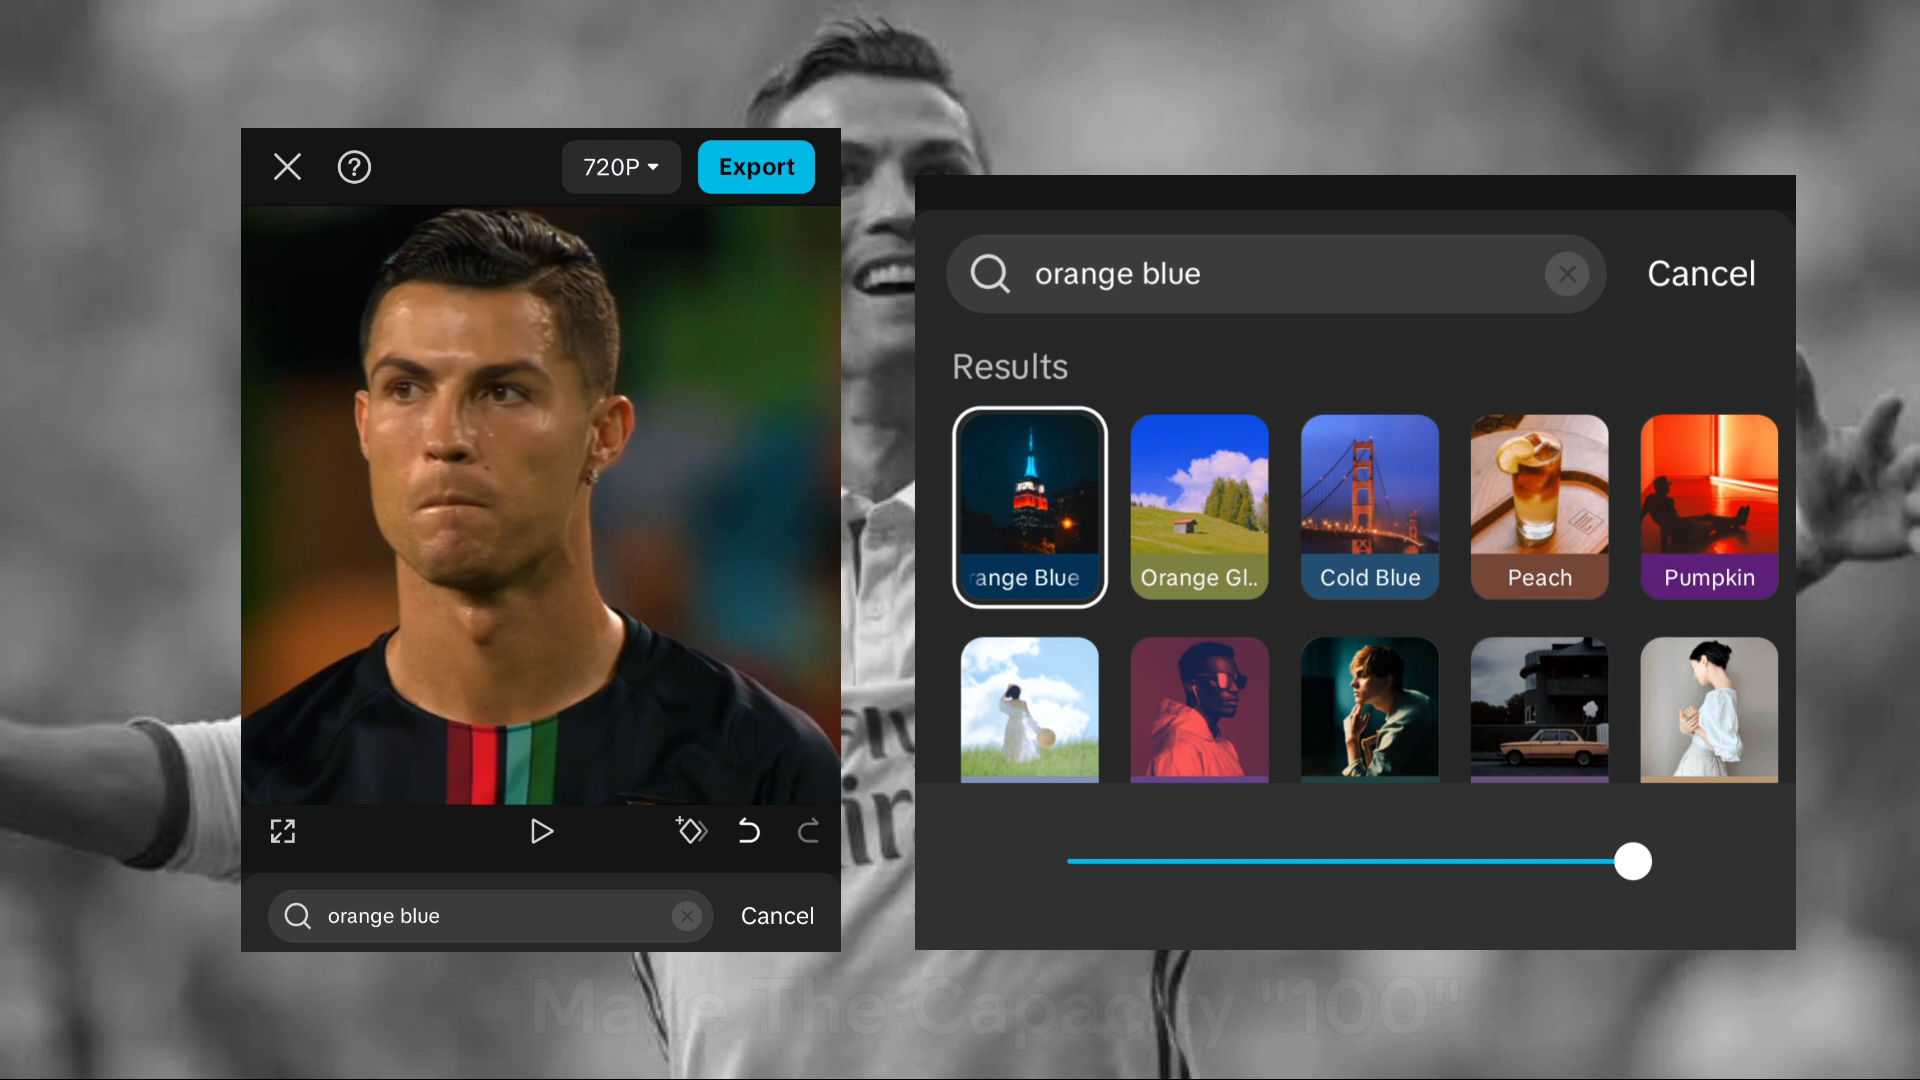 720P
Export
orange blue
Cancel
orange blue
Cancel
Results
range Blue
Orange Gl..
Cold Blue
Peach
Pumpkin
Make The Capacity "100"